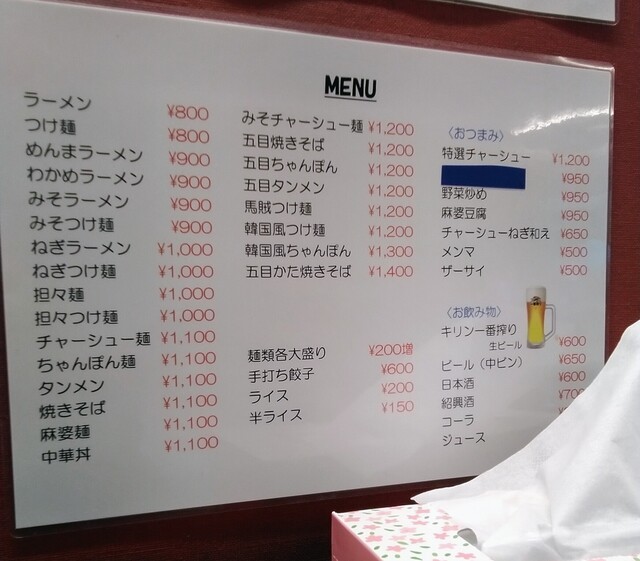 MENU
ラーメン ¥800
つけ麺 ¥800
めんまラーメン ¥900
わかめラーメン ¥900
みそラーメン ¥900
みそつけ麺 ¥900
ねぎラーメン ¥1,000
ねぎつけ麺 ¥1,000
担々麺 ¥1,000
担々つけ麺 ¥1,000
チャーシュー麺 ¥1,100
ちゃんぽん麺 ¥1,100
タンメン ¥1,100
焼きそば ¥1,100
麻婆麺 ¥1,100
中華丼 ¥1,100
みそチャーシュー麺 ¥1,200
五目焼きそば ¥1,200
五目ちゃんぽん ¥1,200
五目タンメン ¥1,200
馬賊つけ麺 ¥1,200
韓国風つけ麺 ¥1,200
韓国風ちゃんぽん ¥1,300
五目かた焼きそば ¥1,400
麺類各大盛り ¥200増
手打ち餃子 ¥600
ライス ¥200
半ライス ¥150
〈おつまみ〉
特選チャーシュー ¥1,200
¥950
野菜炒め ¥950
麻婆豆腐 ¥950
チャーシューねぎ和え ¥650
メンマ ¥500
ザーサイ ¥500
〈お飲み物〉
キリン一番搾り
生ビール ¥600
ビール（中ビン） ¥650
日本酒 ¥600
紹興酒 ¥700
コーラ
ジュース